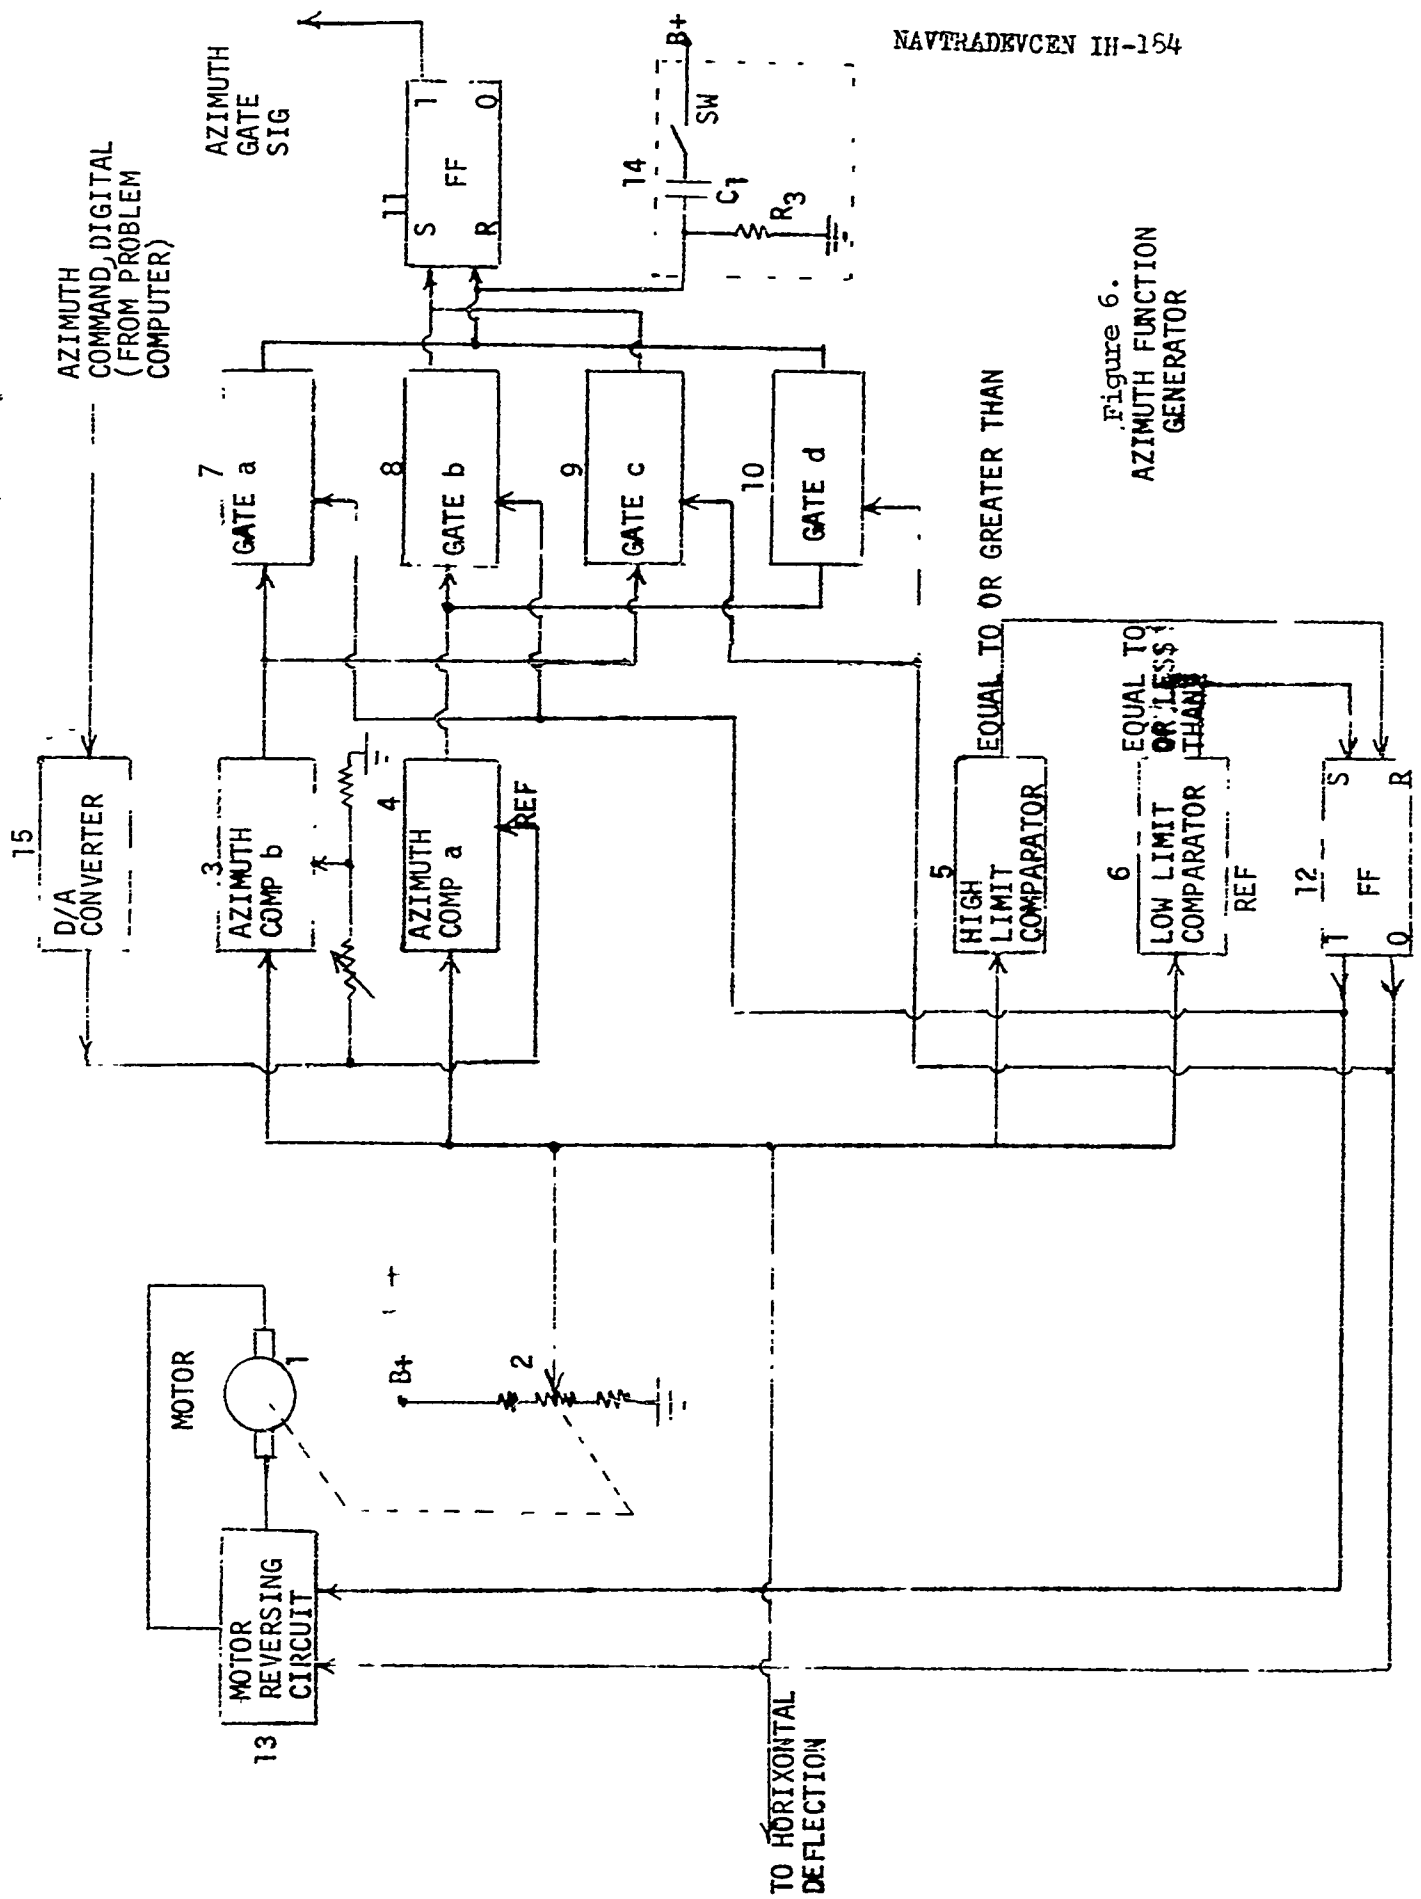 NAVTRADEVCEN IH-164
AZIMUTH
COMMAND, DIGITAL
(FROM PROBLEM
COMPUTER)
AZIMUTH
GATE
SIG
15
D/A
CONVERTER
3
AZIMUTH
COMP b
4
AZIMUTH
COMP a
REF
7
GATE a
8
GATE b
9
GATE c
10
GATE d
11
S
R
FF
1
0
14
B+
SW
C1
R3
5
HIGH
LIMIT
COMPARATOR
EQUAL TO OR GREATER THAN
6
LOW LIMIT
COMPARATOR
REF
EQUAL TO
OR LESS
THAN
12
FF
S
R
1
0
MOTOR
1
B+
2
13
MOTOR
REVERSING
CIRCUIT
TO HORIXONTAL
DEFLECTION
Figure 6.
AZIMUTH FUNCTION
GENERATOR